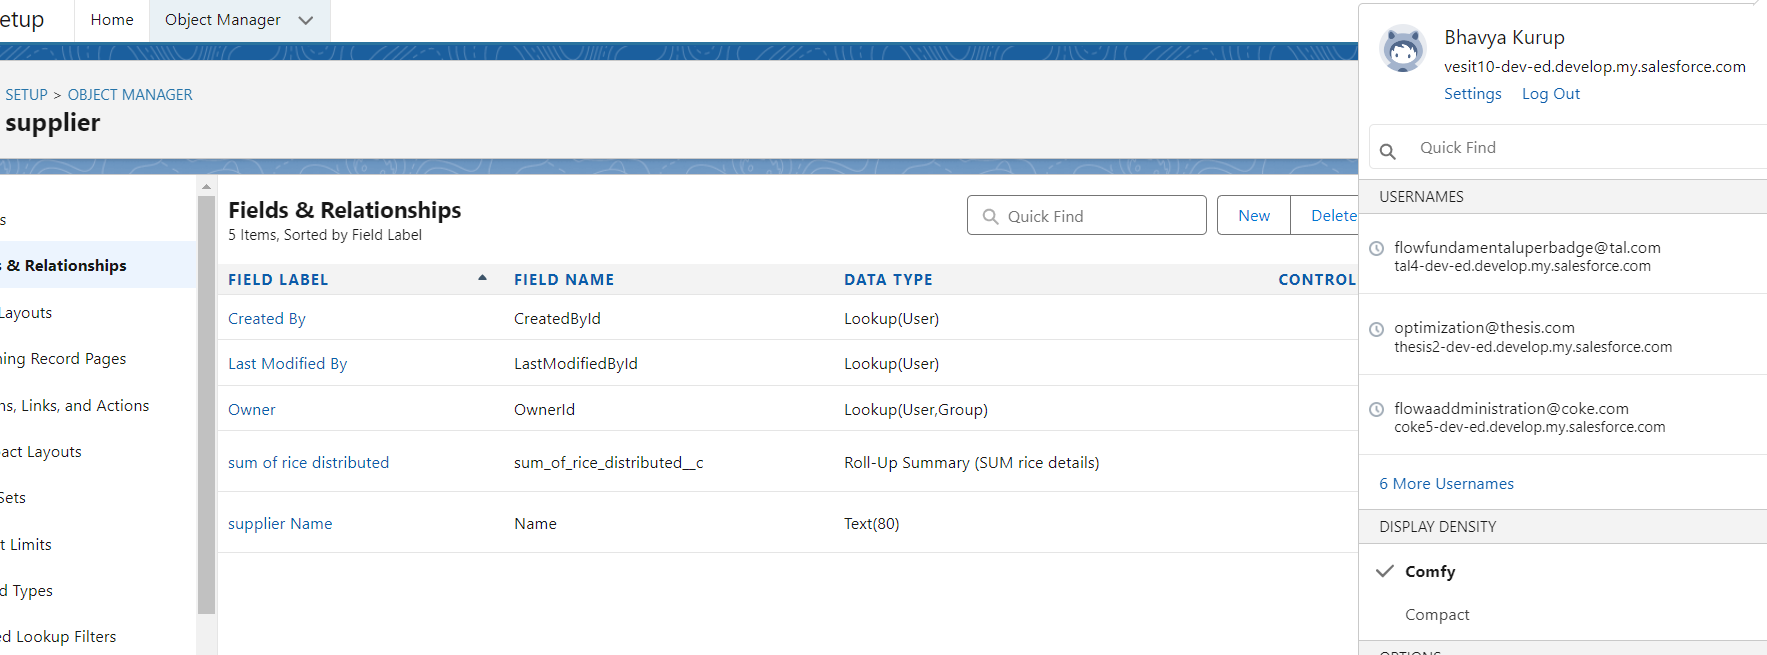 etup
Home
Object Manager
SETUP > OBJECT MANAGER
supplier
s
s & Relationships
Layouts
ning Record Pages
ns, Links, and Actions
act Layouts
Sets
t Limits
d Types
ed Lookup Filters
Fields & Relationships
5 Items, Sorted by Field Label
Quick Find
New
Delete
FIELD LABEL FIELD NAME DATA TYPE CONTROL
Created By CreatedById Lookup(User)
Last Modified By LastModifiedById Lookup(User)
Owner OwnerId Lookup(User,Group)
sum of rice distributed sum_of_rice_distributed__c Roll-Up Summary (SUM rice details)
supplier Name Name Text(80)
Bhavya Kurup
vesit10-dev-ed.develop.my.salesforce.com
Settings Log Out
Quick Find
USERNAMES
flowfundamentaluperbadge@tal.com
tal4-dev-ed.develop.my.salesforce.com
optimization@thesis.com
thesis2-dev-ed.develop.my.salesforce.com
flowaaddministration@coke.com
coke5-dev-ed.develop.my.salesforce.com
6 More Usernames
DISPLAY DENSITY
Comfy
Compact
OPTIONS